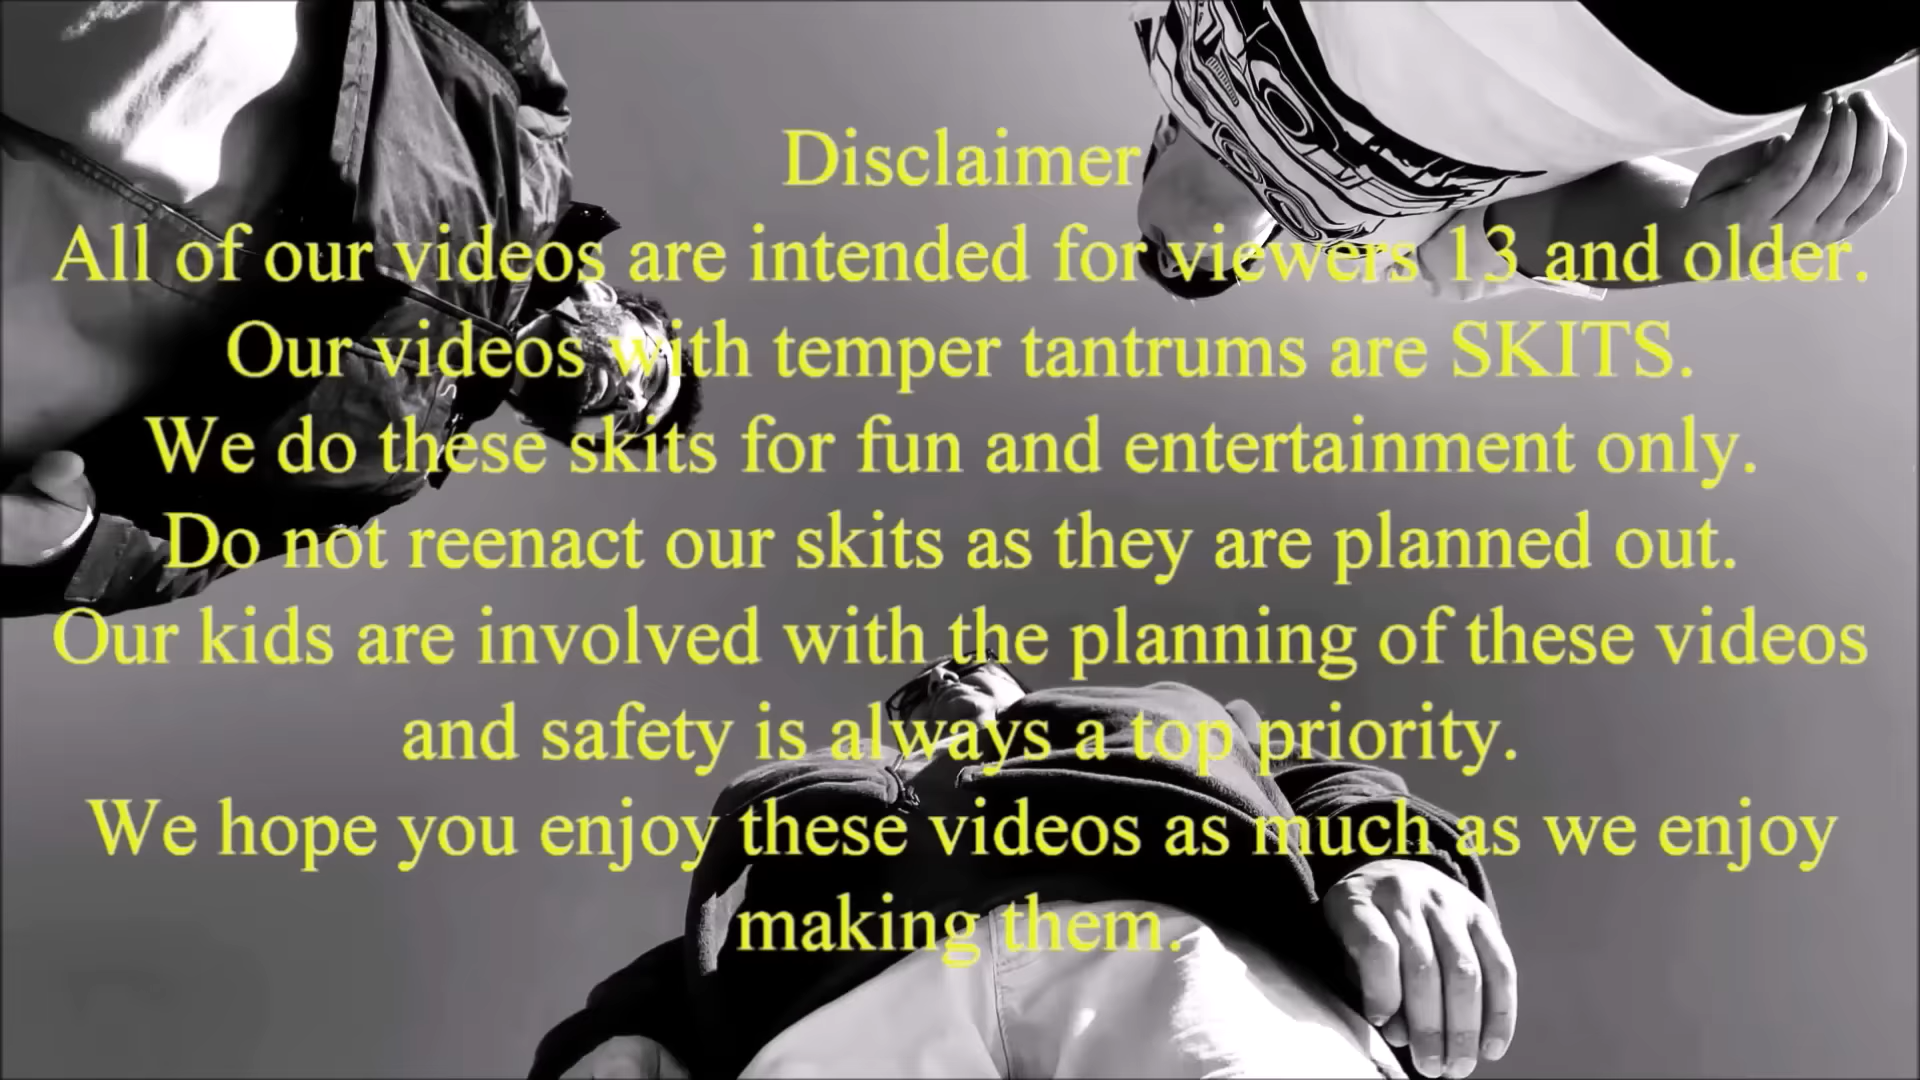 Disclaimer
All of our videos are intended for viewers 13 and older.
Our videos with temper tantrums are SKITS.
We do these skits for fun and entertainment only.
Do not reenact our skits as they are planned out.
Our kids are involved with the planning of these videos
and safety is always a top priority.
We hope you enjoy these videos as much as we enjoy
making them.